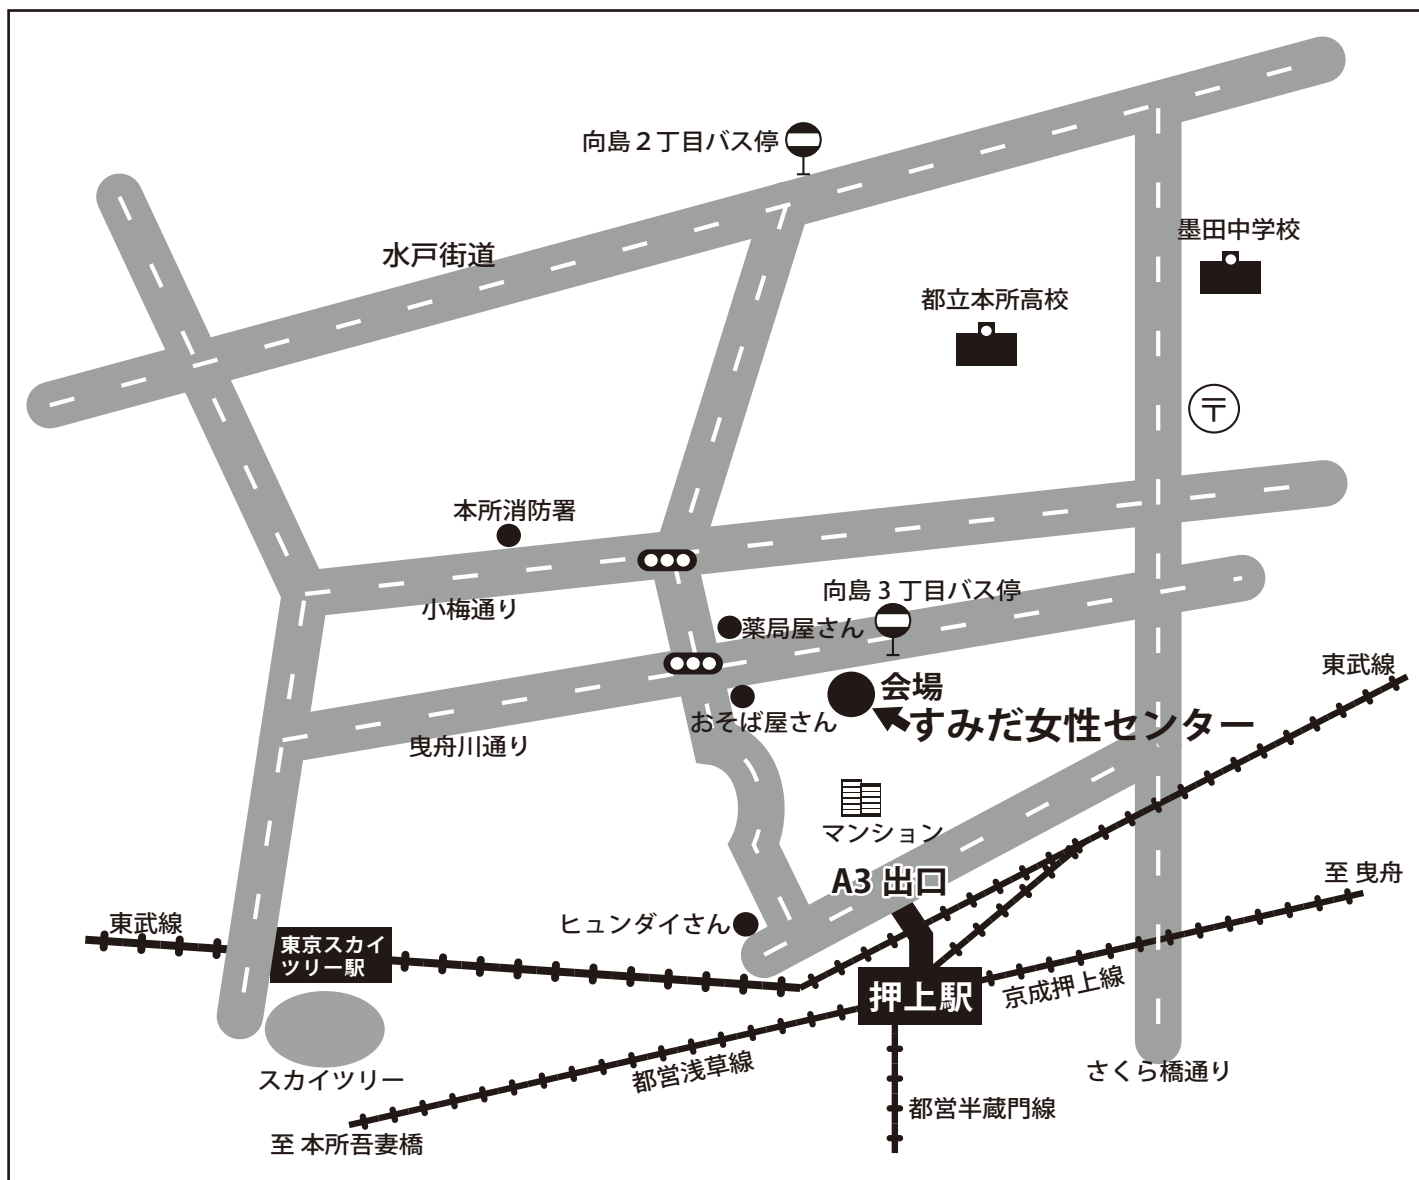 向島２丁目バス停
水戸街道
墨田中学校
都立本所高校
〒
本所消防署
小梅通り
向島３丁目バス停
薬局屋さん
東武線
会場
すみだ女性センター
おそば屋さん
曳舟川通り
マンション
A3 出口
至 曳舟
東武線
東京スカイ
ツリー駅
ヒュンダイさん
押上駅
京成押上線
スカイツリー
都営浅草線
さくら橋通り
都営半蔵門線
至 本所吾妻橋